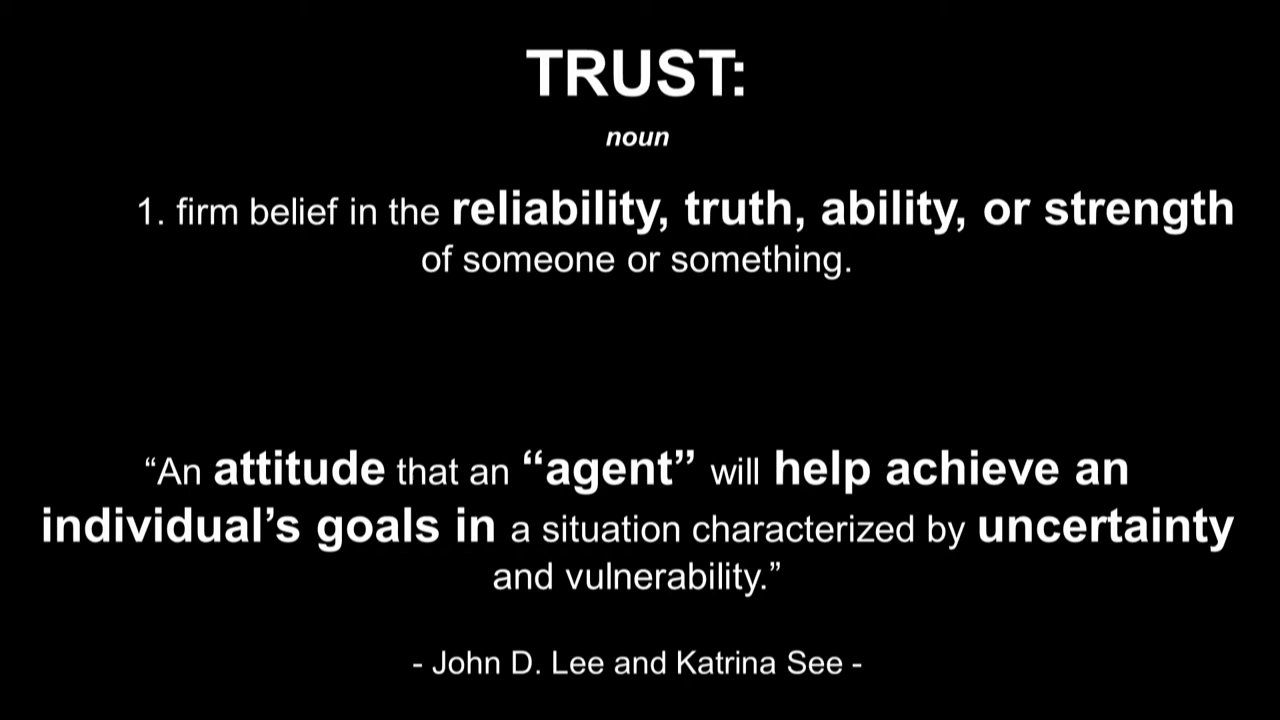 TRUST:
noun
1. firm belief in the reliability, truth, ability, or strength
of someone or something.
“An attitude that an “agent” will help achieve an
individual’s goals in a situation characterized by uncertainty
and vulnerability.”
- John D. Lee and Katrina See -